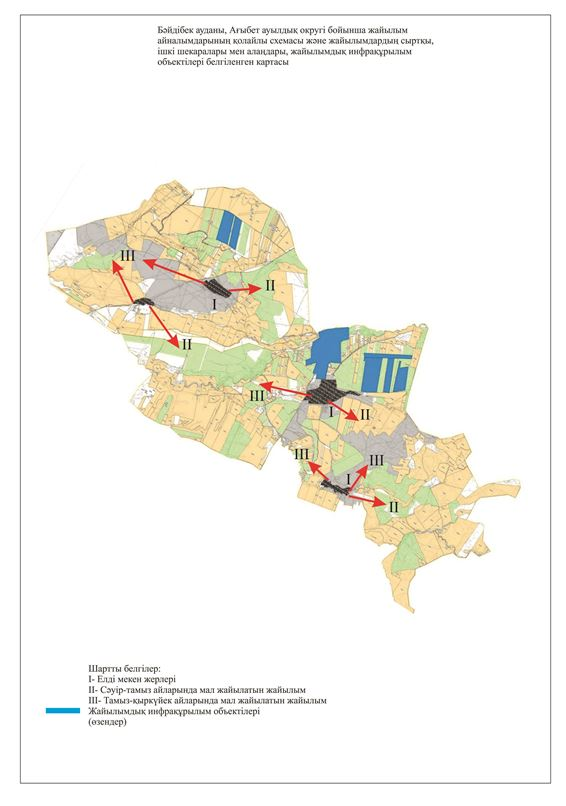 Бәйдібек ауданы, Ағыбет ауылдық округі бойынша жайылым
айналымдарының қолайлы схемасы және жайылымдардың сыртқы,
ішкі шекаралары мен алаңдары, жайылымдық инфрақұрылым
объектілері белгіленген картасы
III
II
I
II
III
I
II
III
III
I
II
Шартты белгілер:
I- Елді мекен жерлері
II- Сәуір-тамыз айларында мал жайылатын жайылым
III- Тамыз-қыркүйек айларында мал жайылатын жайылым
Жайылымдық инфрақұрылым объектілері
(өзендер)